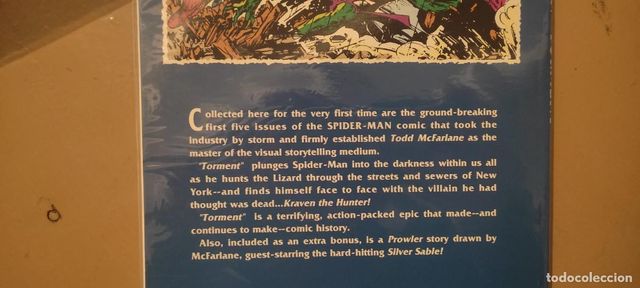 Collected here for the very first time are the ground-breaking
first five issues of the SPIDER-MAN comic that took the
industry by storm and firmly established Todd McFarlane as
the master of the visual storytelling medium.
"Torment" plunges Spider-Man into the darkness within us all
as he hunts the Lizard through the streets and sewers of New
York--and finds himself face to face with the villain he had
thought was dead...Kraven the Hunter!
"Torment" is a terrifying, action-packed epic that made--and
continues to make--comic history.
Also, included as an extra bonus, is a Prowler story drawn by
McFarlane, guest-starring the hard-hitting Silver Sable!
todocoleccion